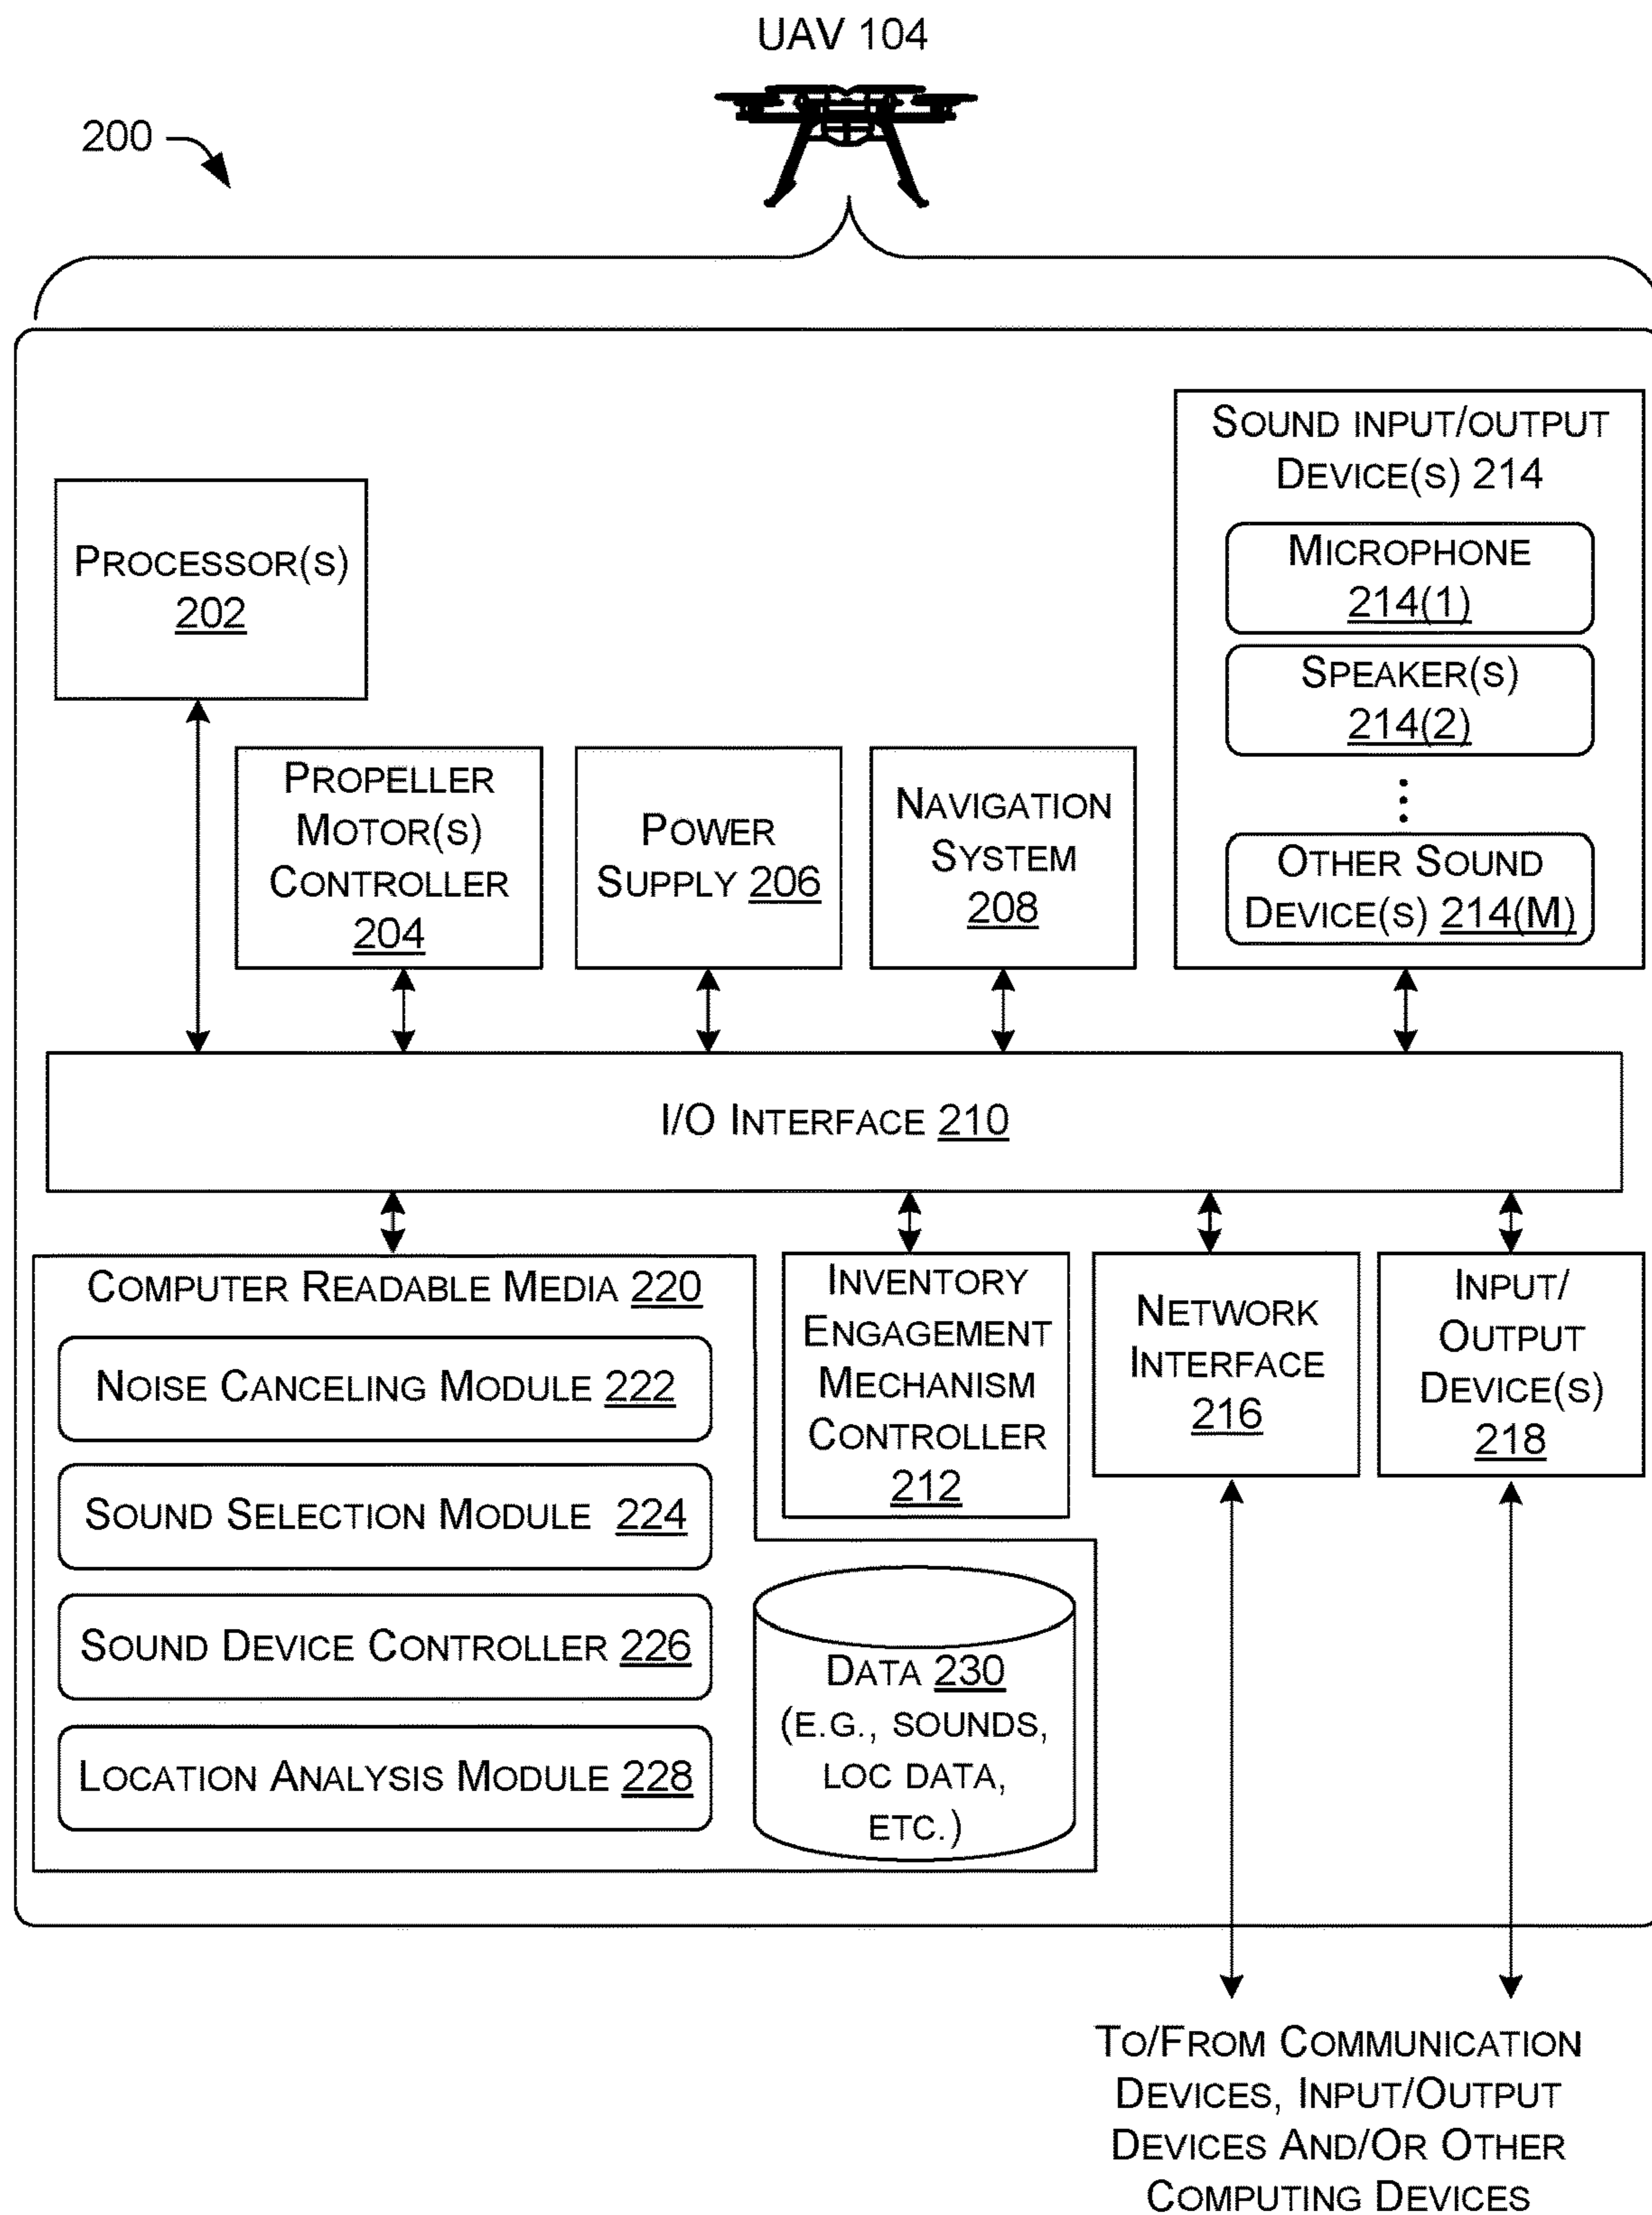 UAV 104
200
SOUND INPUT/OUTPUT
DEVICE(S) 214
MICROPHONE
214(1)
SPEAKER(S)
214(2)
OTHER SOUND
DEVICE(S) 214(M)
PROCESSOR(S)
202
PROPELLER
MOTOR(S)
CONTROLLER
204
POWER
SUPPLY 206
NAVIGATION
SYSTEM
208
I/O INTERFACE 210
COMPUTER READABLE MEDIA 220
NOISE CANCELING MODULE 222
SOUND SELECTION MODULE 224
SOUND DEVICE CONTROLLER 226
LOCATION ANALYSIS MODULE 228
DATA 230
(E.G., SOUNDS,
LOC DATA,
ETC.)
INVENTORY
ENGAGEMENT
MECHANISM
CONTROLLER
212
NETWORK
INTERFACE
216
INPUT/
OUTPUT
DEVICE(S)
218
TO/FROM COMMUNICATION
DEVICES, INPUT/OUTPUT
DEVICES AND/OR OTHER
COMPUTING DEVICES